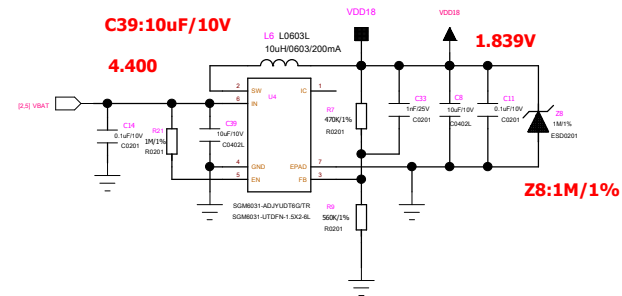 C39:10uF/10V
L6 L0603L
10uH/0603/200mA
VDD18
VDD18
1.839V
4.400
2 SW
IC 1
6 IN
U4
[2,5] VBAT
C14
0.1uF/10V
C0201
R21
1M/1%
R0201
C39
10uF/10V
C0402L
R7
470K/1%
R0201
C33
1nF/25V
C0201
C8
10uF/10V
C0402L
C11
0.1uF/10V
C0201
Z8
1M/1%
ESD0201
4 GND
EPAD 7
5 EN
FB 3
Z8:1M/1%
SGM6031-ADJYUDT6G/TR
SGM6031-UTDFN-1.5X2-6L
R9
560K/1%
R0201